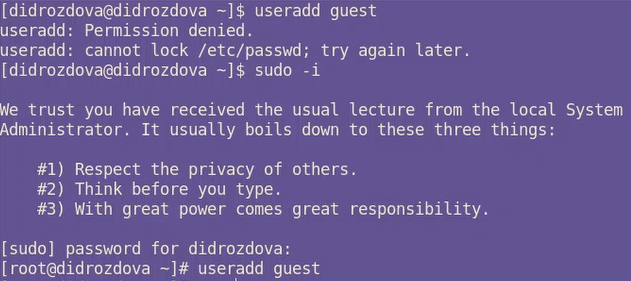 [didrozdova@didrozdova ~]$ useradd guest
useradd: Permission denied.
useradd: cannot lock /etc/passwd; try again later.
[didrozdova@didrozdova ~]$ sudo -i
We trust you have received the usual lecture from the local System
Administrator. It usually boils down to these three things:
#1) Respect the privacy of others.
#2) Think before you type.
#3) With great power comes great responsibility.
[sudo] password for didrozdova:
[root@didrozdova ~]# useradd guest